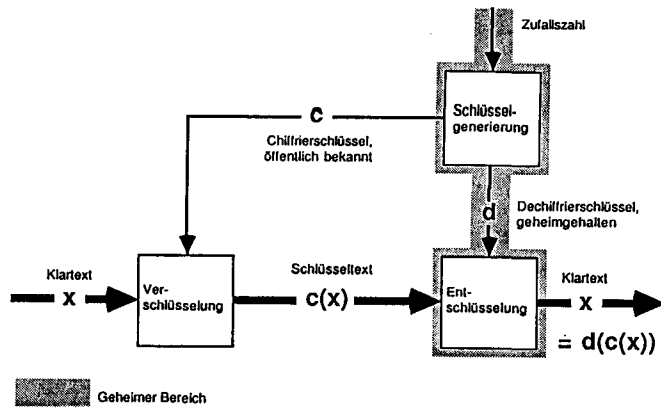 Zufallszahl
Schlüssel-
generierung
c
Chiffrierschlüssel,
öffentlich bekannt
d
Dechiffrierschlüssel,
geheimgehalten
Klartext
x
Ver-
schlüsselung
Schlüsseltext
c(x)
Ent-
schlüsselung
Klartext
x
= d(c(x))
Geheimer Bereich